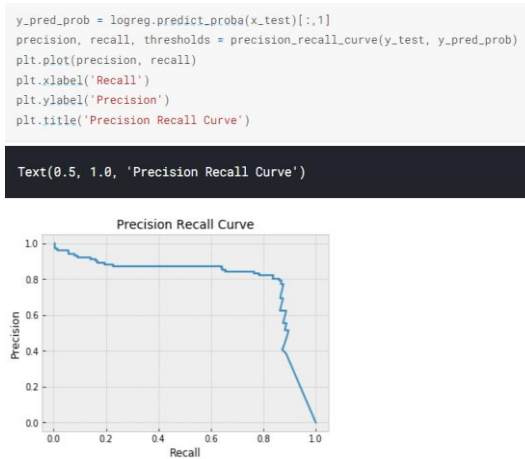 y_pred_prob = logreg.predict_proba(x_test)[:,1]
precision, recall, thresholds = precision_recall_curve(y_test, y_pred_prob)
plt.plot(precision, recall)
plt.xlabel('Recall')
plt.ylabel('Precision')
plt.title('Precision Recall Curve')
Text(0.5, 1.0, 'Precision Recall Curve')
Precision Recall Curve
1.0
0.8
0.6
0.4
0.2
0.0
Precision
0.0 0.2 0.4 0.6 0.8 1.0
Recall